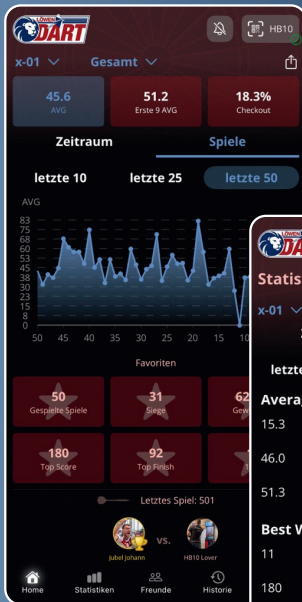 LÖWEN
DART
HB10
x-01
Gesamt
45.6
AVG
51.2
Erste 9 AVG
18.3%
Checkout
Zeitraum
Spiele
letzte 10
letzte 25
letzte 50
AVG
83
75
68
60
53
45
38
30
23
15
8
0
50 45 40 35 30 25 20 15 10
Favoriten
50
Gespielte Spiele
31
Siege
62
Gew
180
Top Score
92
Top Finish
Letztes Spiel: 501
vs.
Jubel Johann
HB10 Lover
Home
Statistiken
Freunde
Historie
LÖWEN
DA
Statis
x-01
letzte
Avera
15.3
46.0
51.3
Best W
11
180